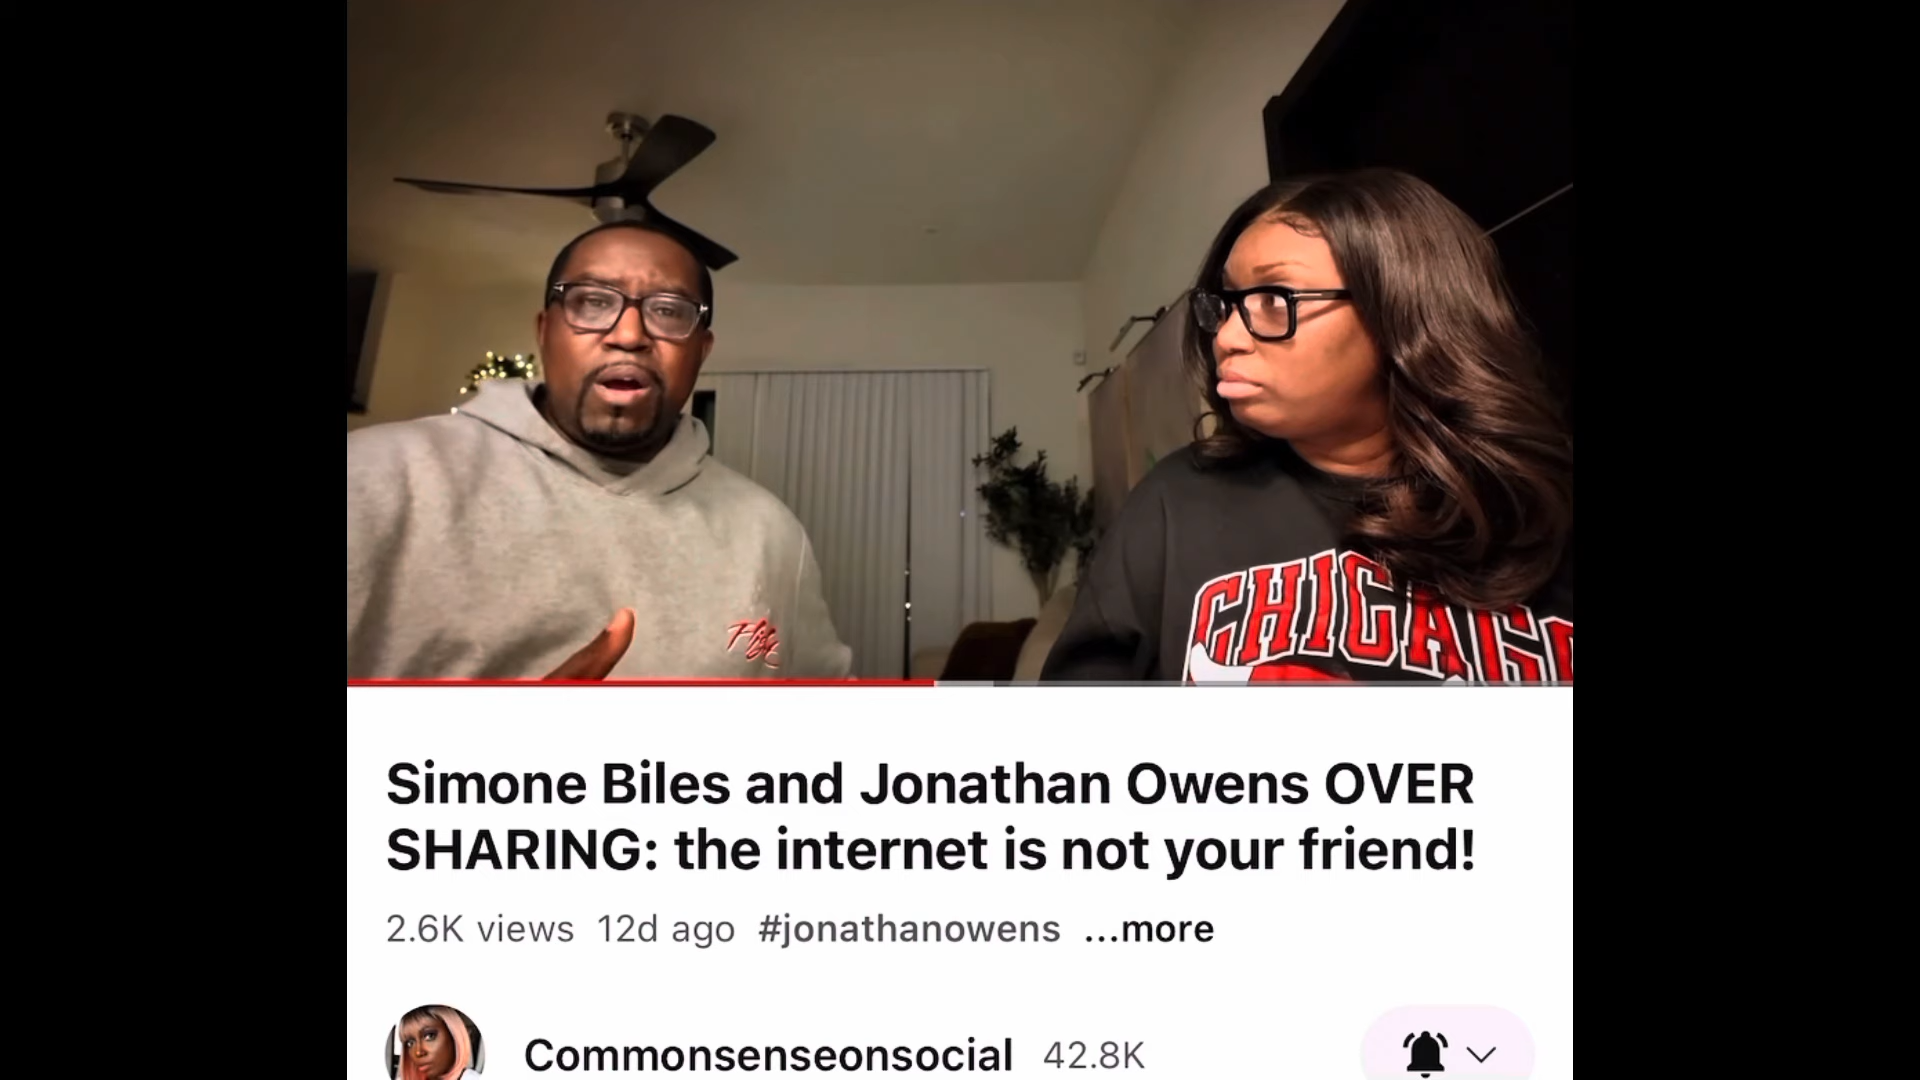 High
CHICAGO
Simone Biles and Jonathan Owens OVER
SHARING: the internet is not your friend!
2.6K views 12d ago #jonathanowens ...more
Commonsenseonsocial 42.8K